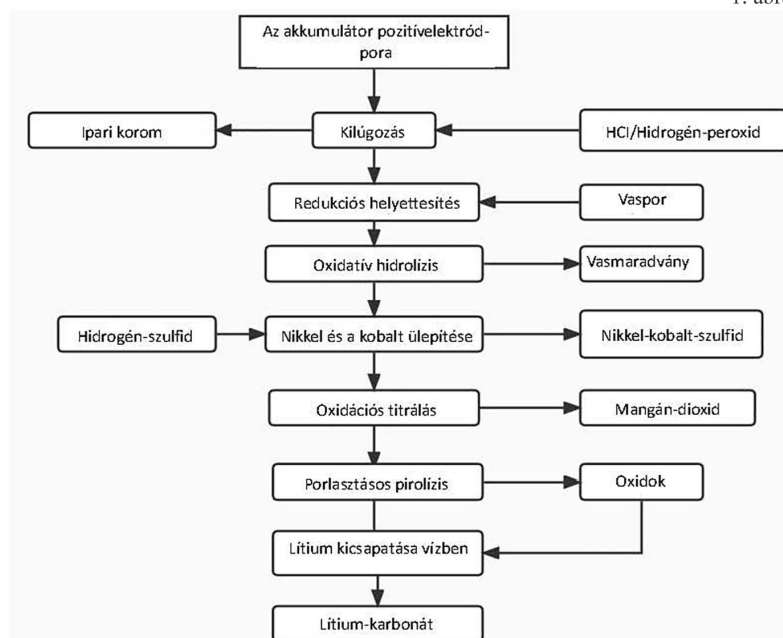 Az akkumulátor pozitívelektród-
pora
Ipari korom
Kilúgozás
HCl/Hidrogén-peroxid
Redukciós helyettesítés
Vaspor
Oxidatív hidrolízis
Vasmaradvány
Hidrogén-szulfid
Nikkel és a kobalt ülepítése
Nikkel-kobalt-szulfid
Oxidációs titrálás
Mangán-dioxid
Porlasztásos pirolízis
Oxidok
Lítium kicsapatása vízben
Lítium-karbonát